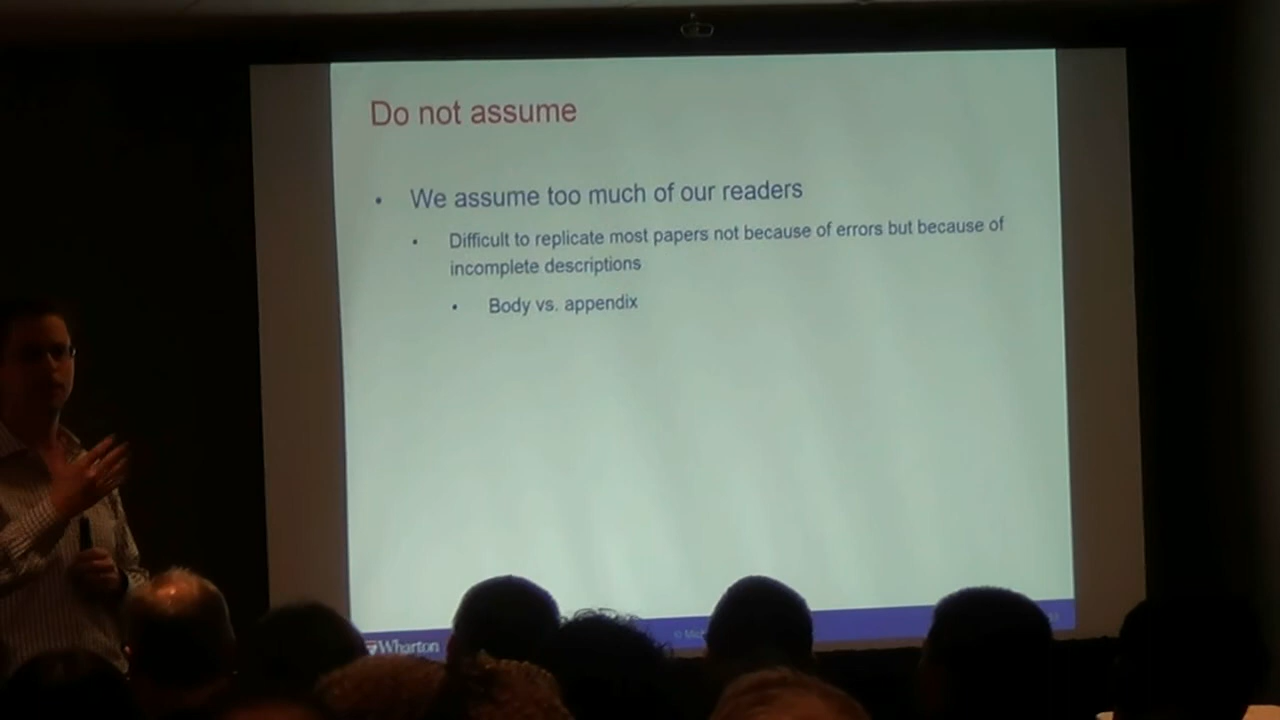 Do not assume
• We assume too much of our readers
• Difficult to replicate most papers not because of errors but because of
incomplete descriptions
• Body vs. appendix
Wharton